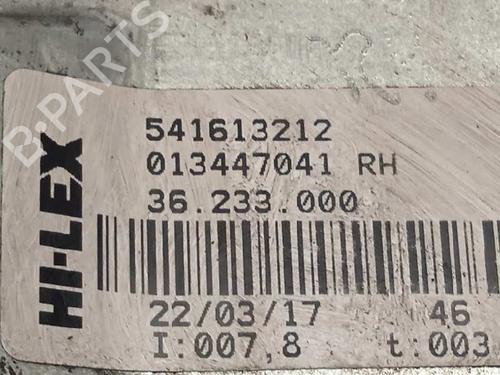 B-PARTS
HI-LEX
541613212
013447041 RH
36.233.000
22/03/17 46
I:007,8 t:003